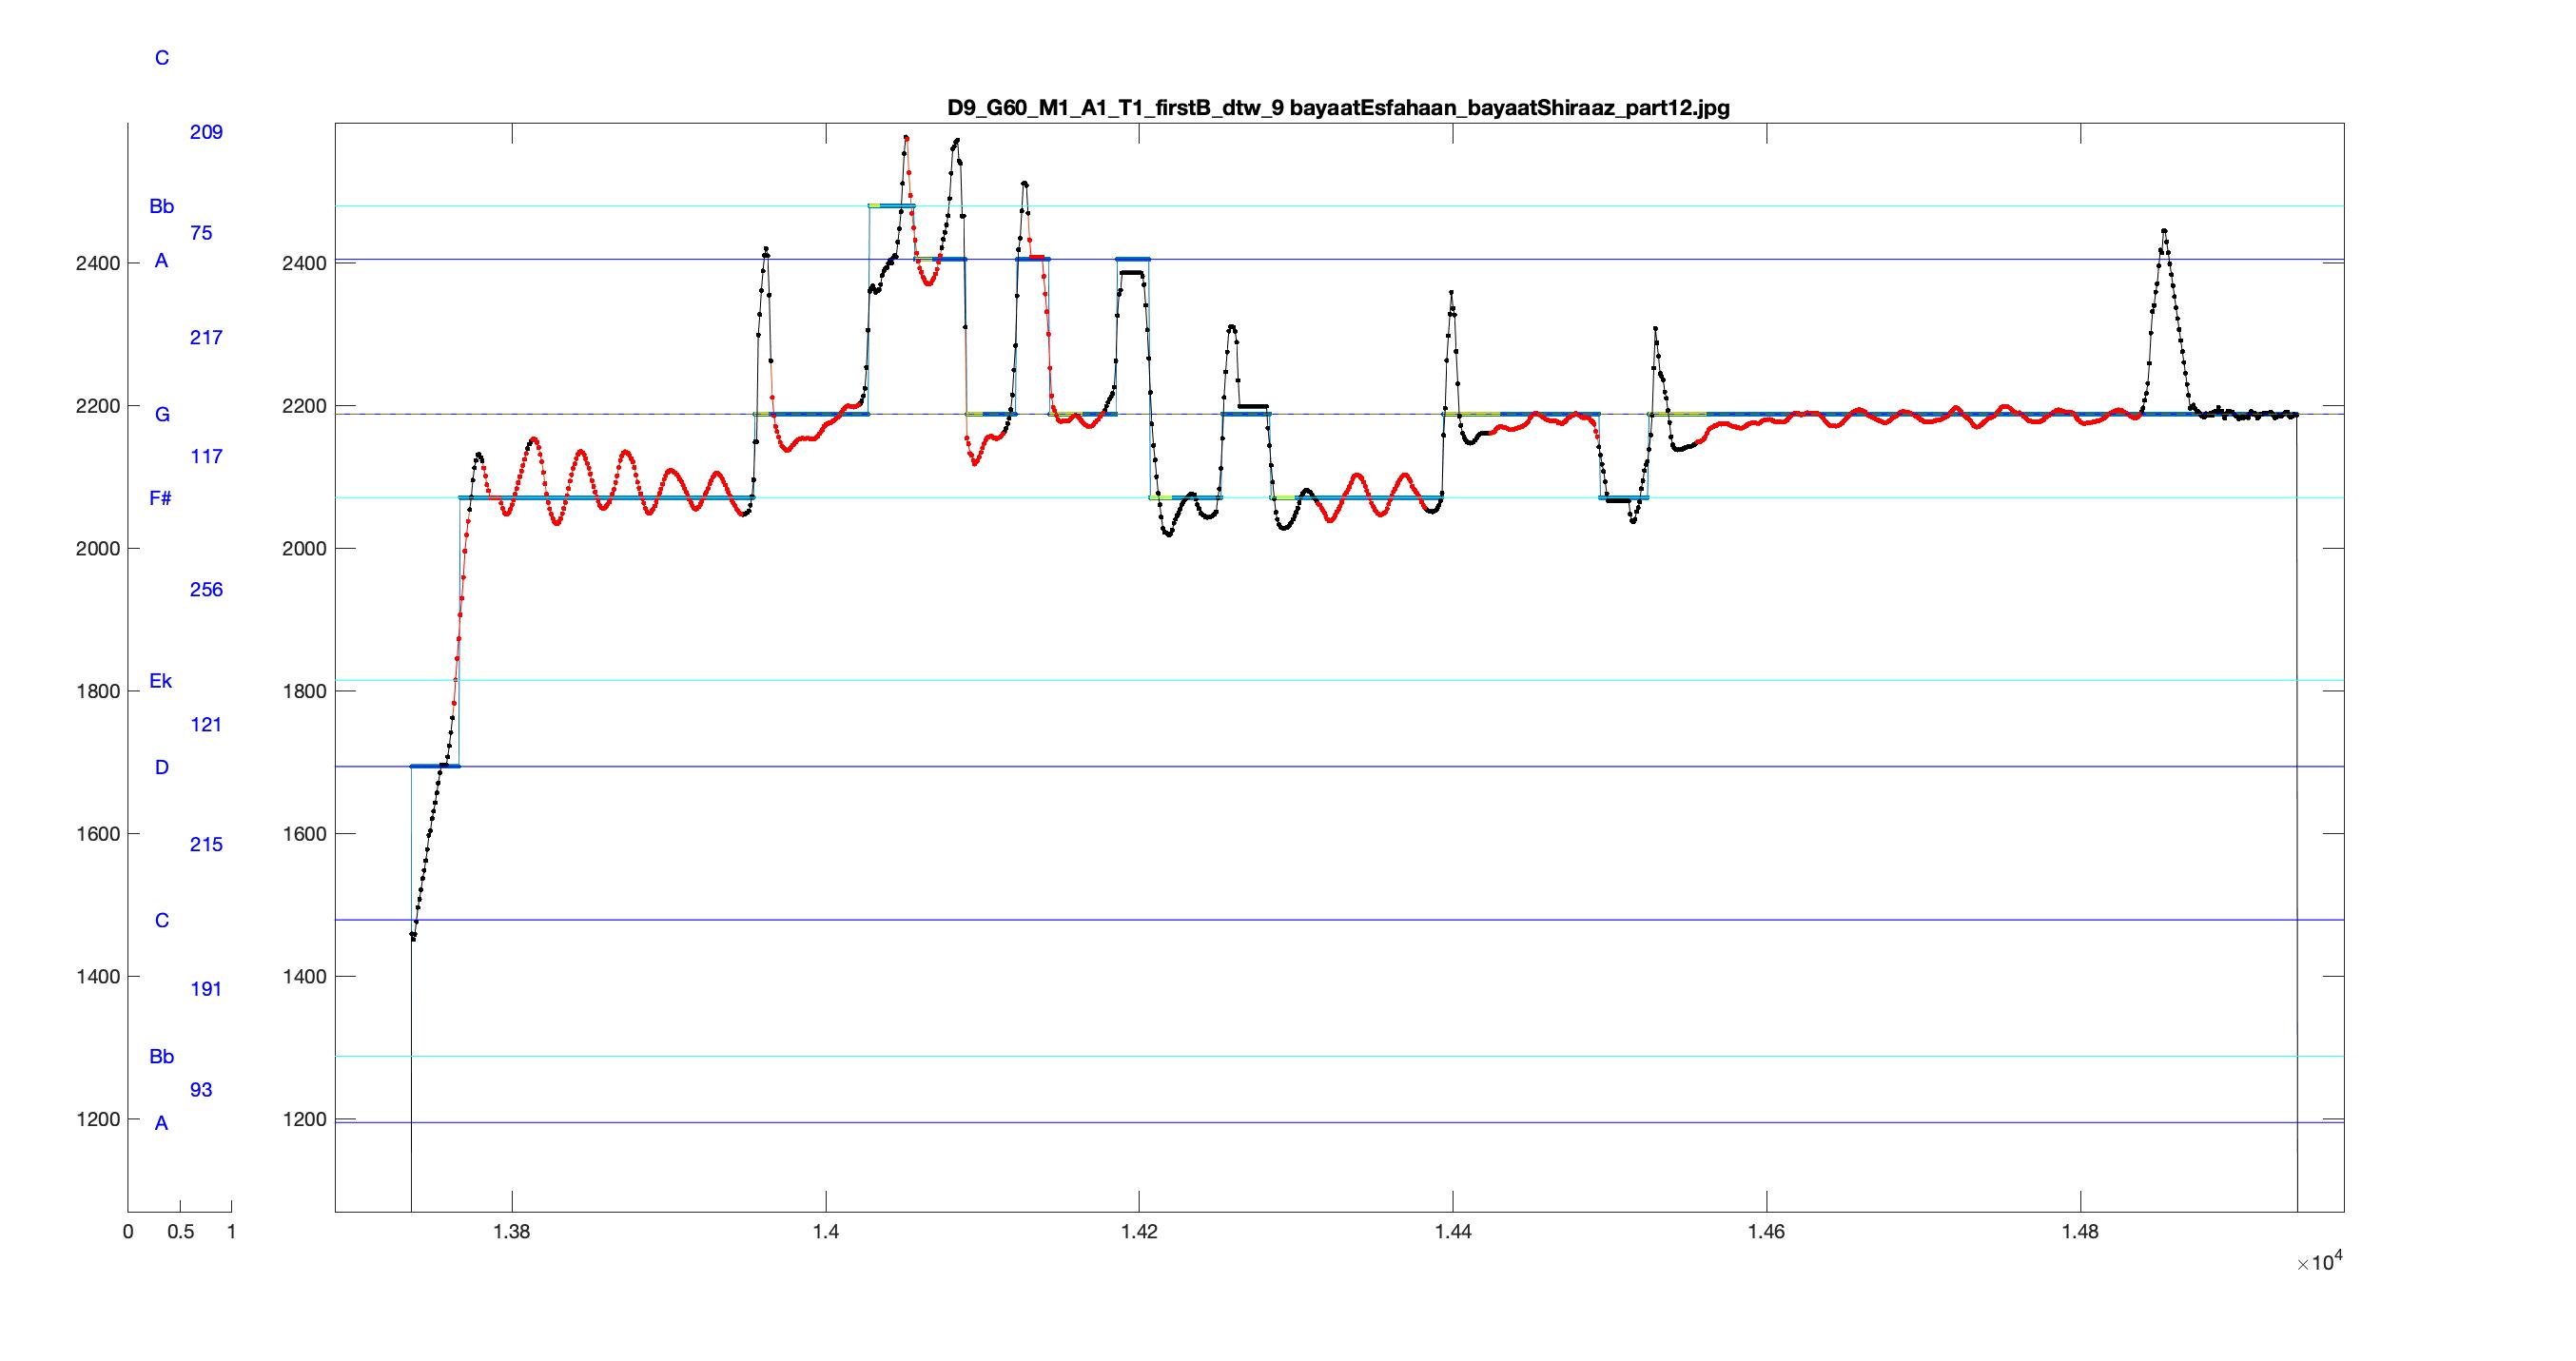 C
D9_G60_M1_A1_T1_firstB_dtw_9 bayaatEsfahaan_bayaatShiraaz_part12.jpg
209
Bb
75
2400 A 2400
217
2200 G 2200
117
F#
2000 2000
256
1800 Ek 1800
121
D
1600 215 1600
C
1400 191 1400
Bb
93
1200 A 1200
0 0.5 1 1.38 1.4 1.42 1.44 1.46 1.48
×10^4